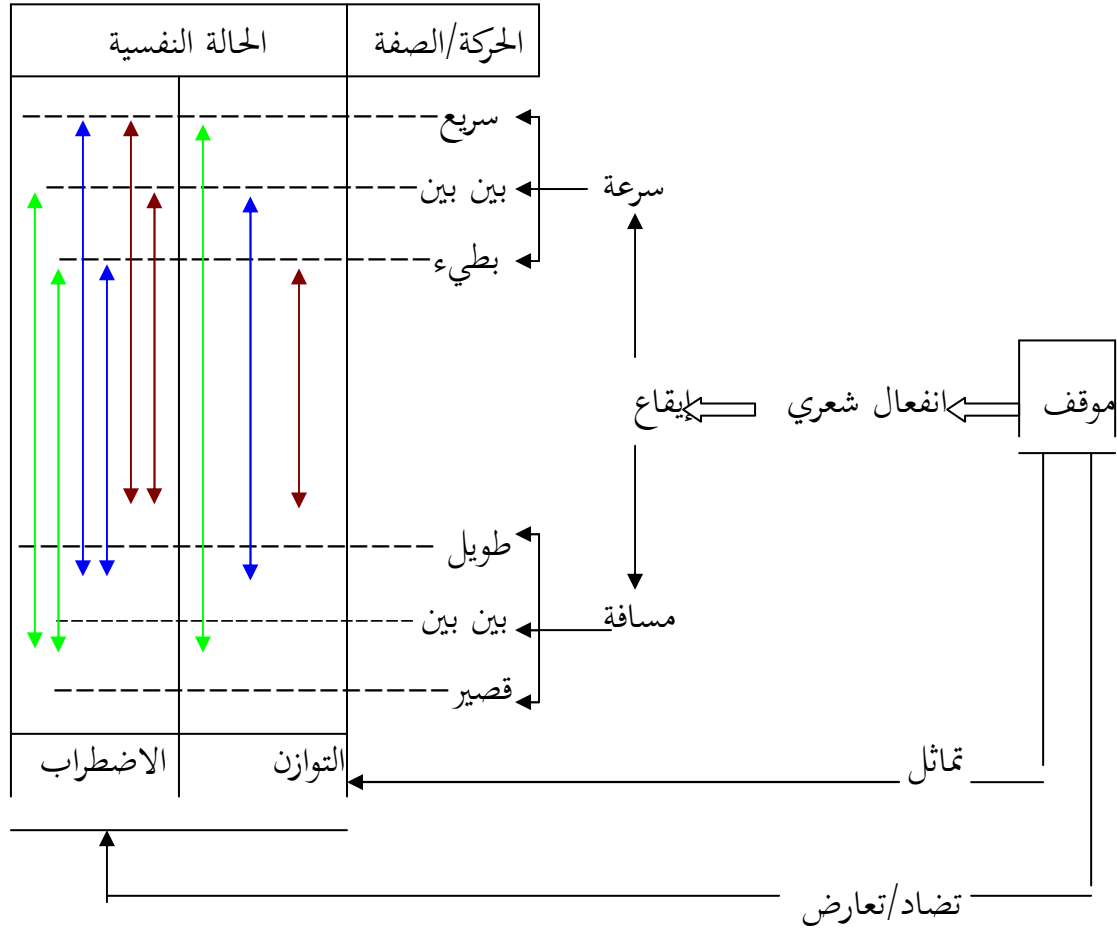 الحركة/الصفة
الحالة النفسية
سريع
بين بين
سرعة
بطيء
موقف
انفعال شعري
إيقاع
طويل
بين بين
مسافة
قصير
التوازن
الاضطراب
تماثل
تضاد/تعارض